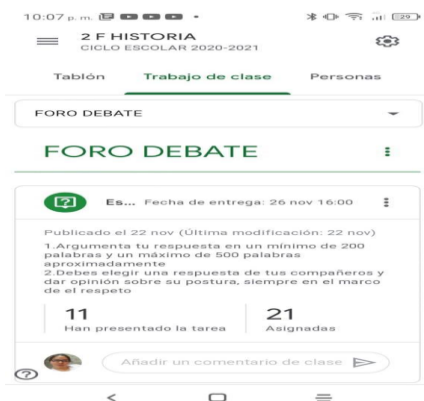 10:07 p. m.
29
2 F HISTORIA
CICLO ESCOLAR 2020-2021
Tablón Trabajo de clase Personas
FORO DEBATE
FORO DEBATE
Es... Fecha de entrega: 26 nov 16:00
Publicado el 22 nov (Última modificación: 22 nov)
1.Argumenta tu respuesta en un mínimo de 200
palabras y un máximo de 500 palabras
aproximadamente
2.Debes elegir una respuesta de tus compañeros y
dar opinión sobre su postura, siempre en el marco
de el respeto
11 21
Han presentado la tarea Asignadas
Añadir un comentario de clase